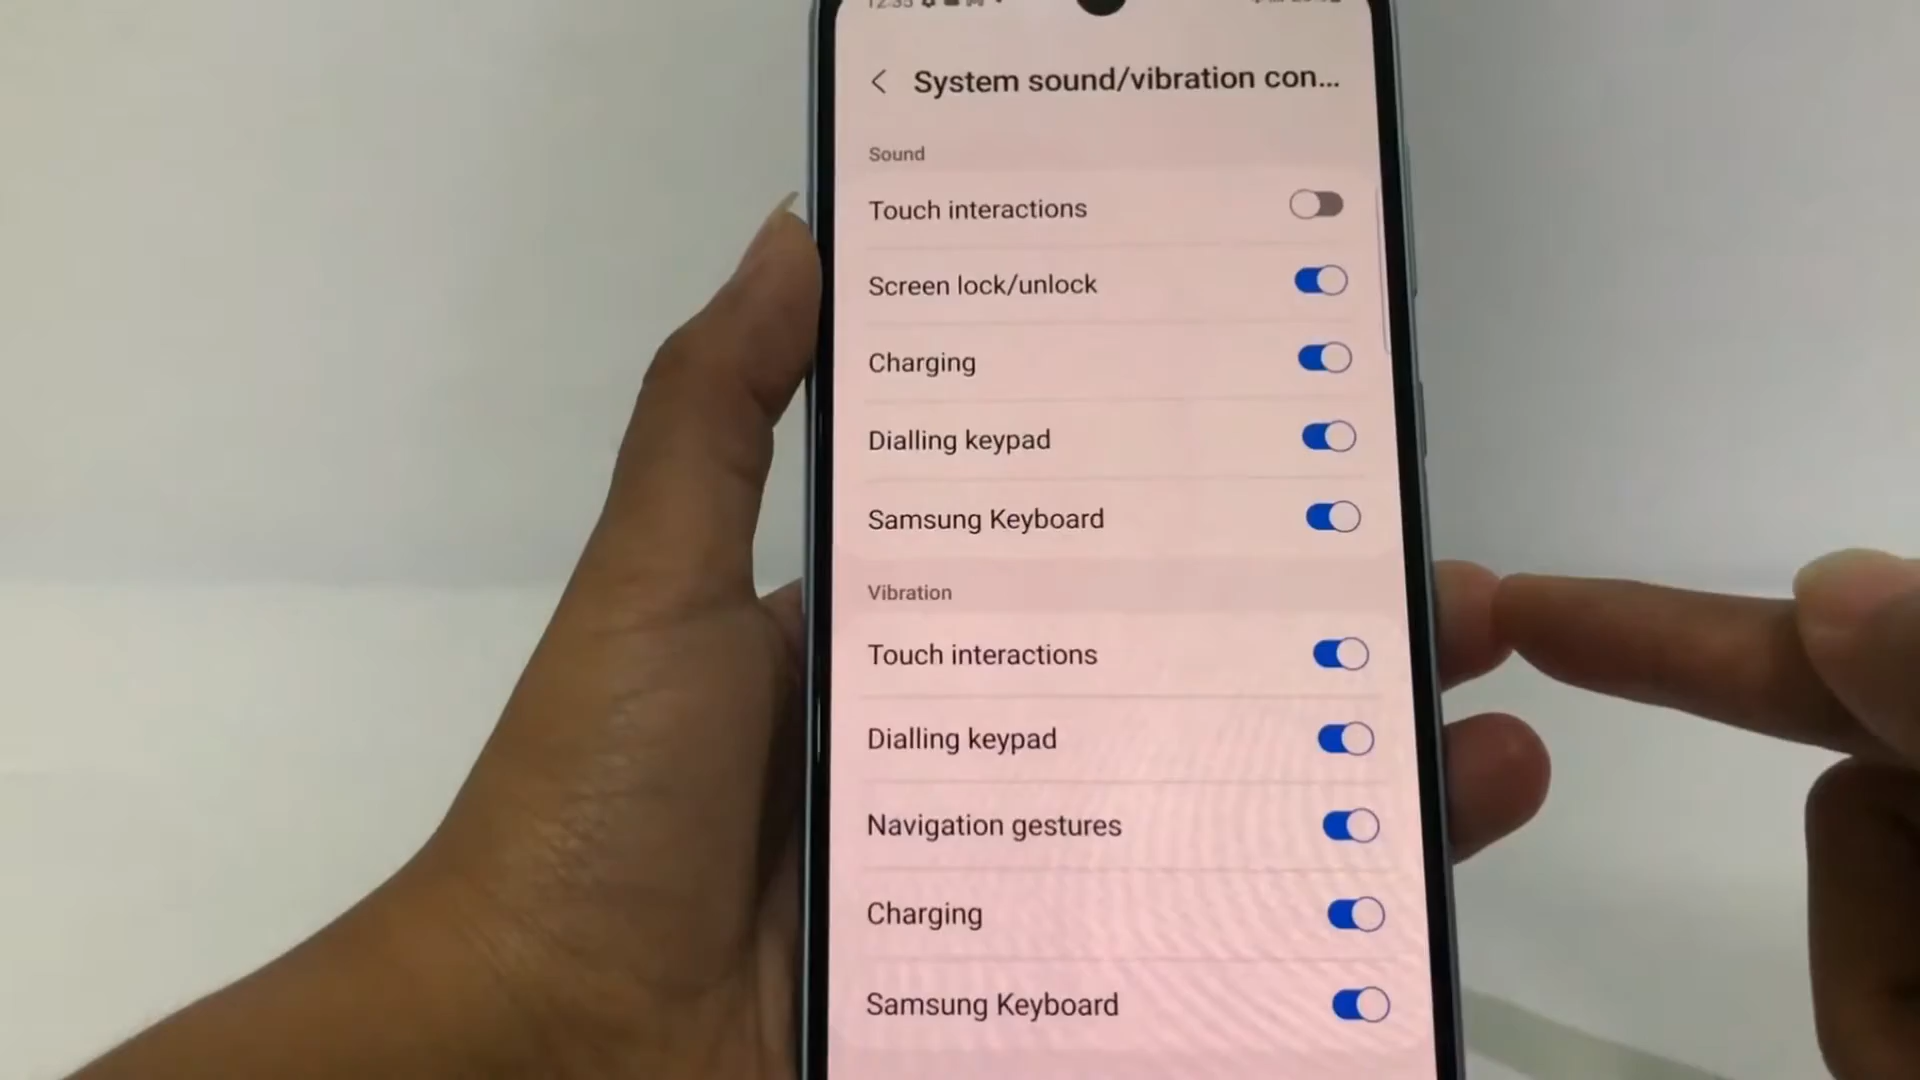 System sound/vibration con...
Sound
Touch interactions
Screen lock/unlock
Charging
Dialling keypad
Samsung Keyboard
Vibration
Touch interactions
Dialling keypad
Navigation gestures
Charging
Samsung Keyboard